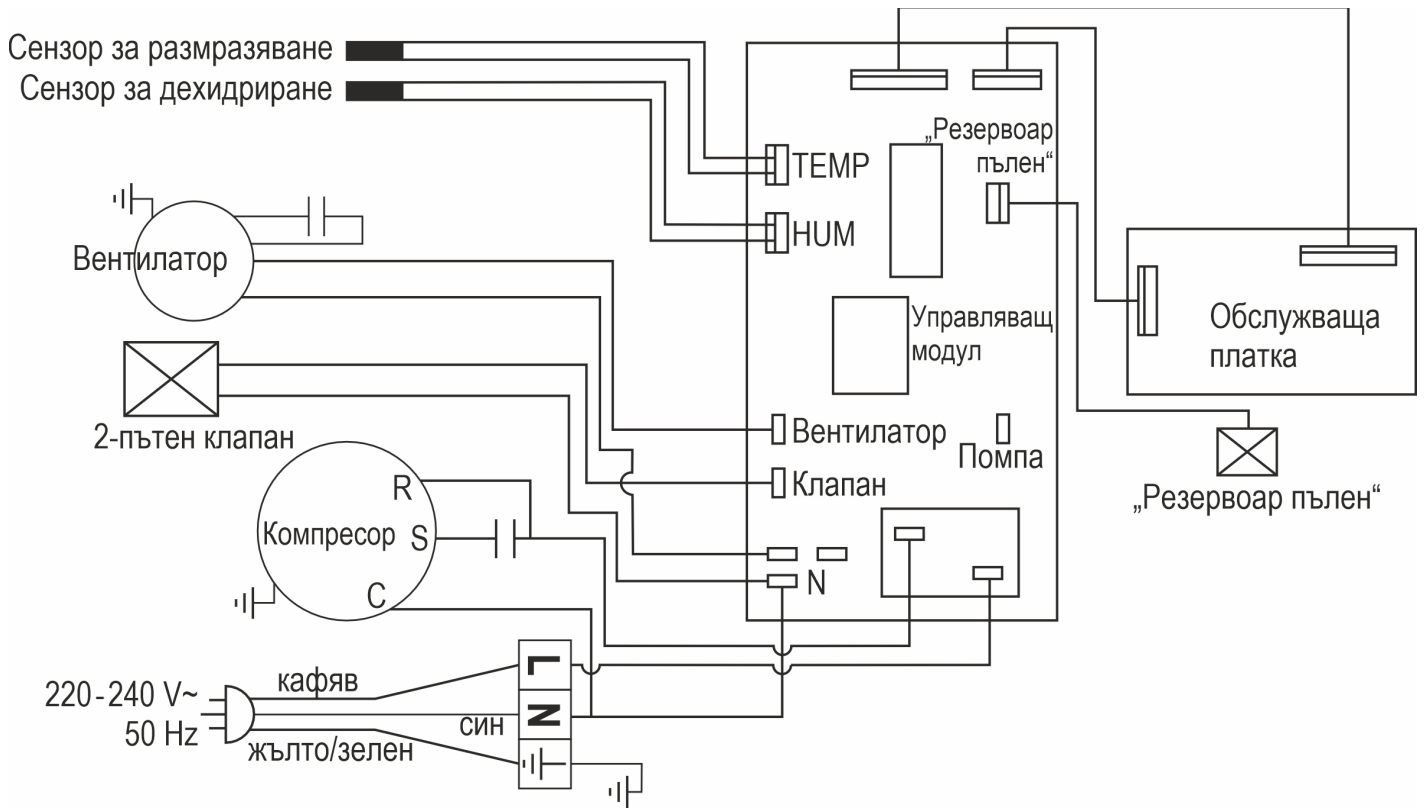 Сензор за размразяване
Сензор за дехидриране
„Резервоар
пълен“
TEMP
HUM
Вентилатор
Управляващ
модул
Обслужваща
платка
2-пътен клапан
Вентилатор
Помпа
Клапан
„Резервоар пълен“
R
Компресор
S
C
N
L
кафяв
220-240 V~
50 Hz
N
син
жълто/зелен